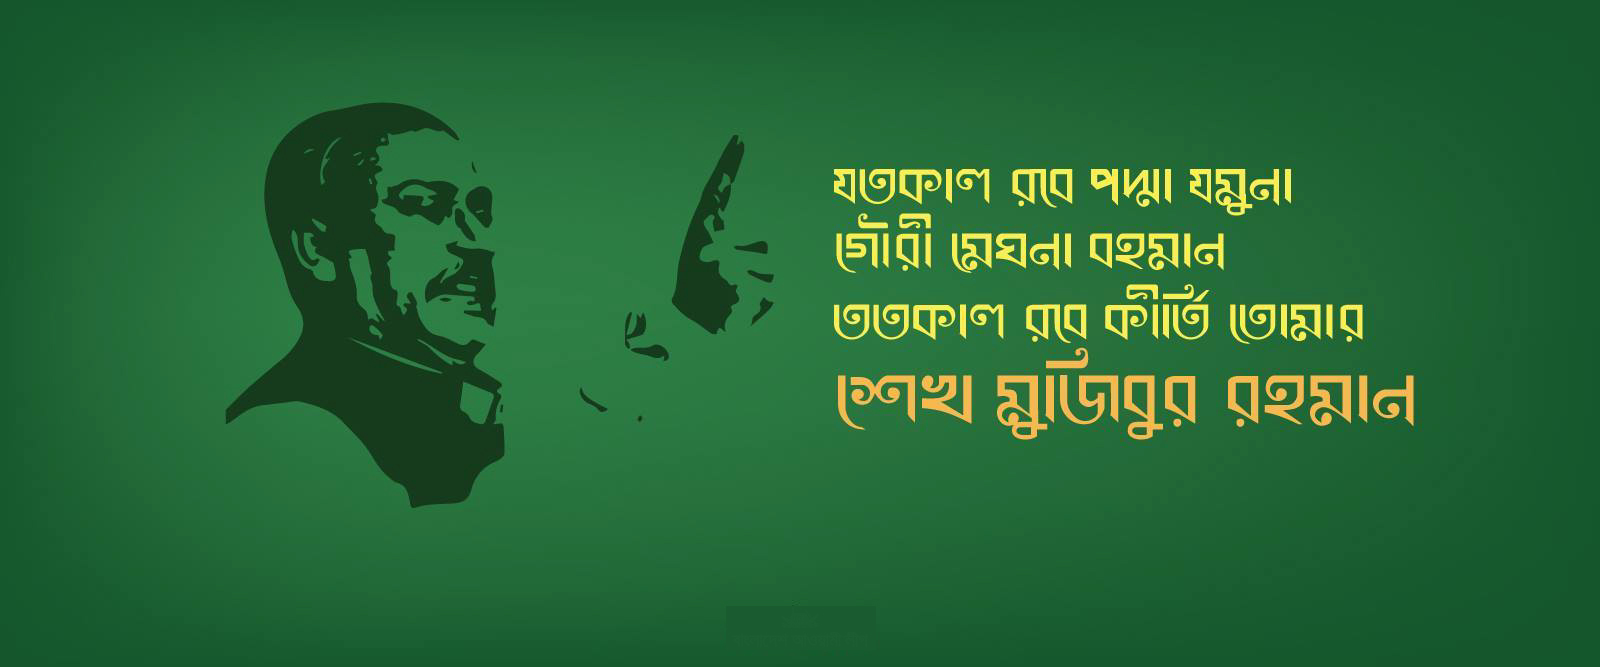 যতকাল রবে পদ্মা যমুনা
গৌরী মেঘনা বহমান
ততকাল রবে কীর্তি তোমার
শেখ মুজিবুর রহমান